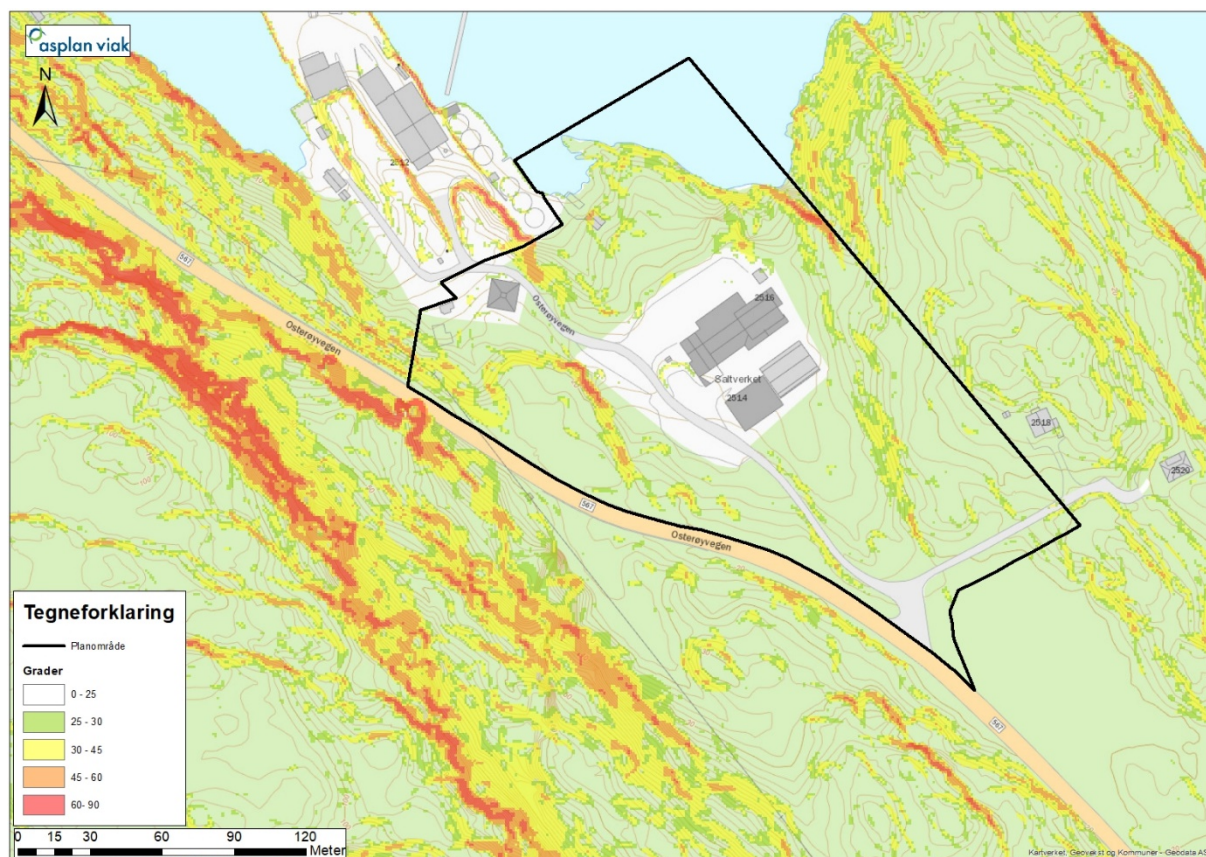 asplan viak
N
2512
567
Osterøyvegen
Osterøyvegen
2516
Saltverket
2514
2518
2520
567
Osterøyvegen
567
Tegneforklaring
Planområde
Grader
0 - 25
25 - 30
30 - 45
45 - 60
60- 90
0 15 30 60 90 120
Meter
Kartverket, Geovekst og Kommuner - Geodata AS